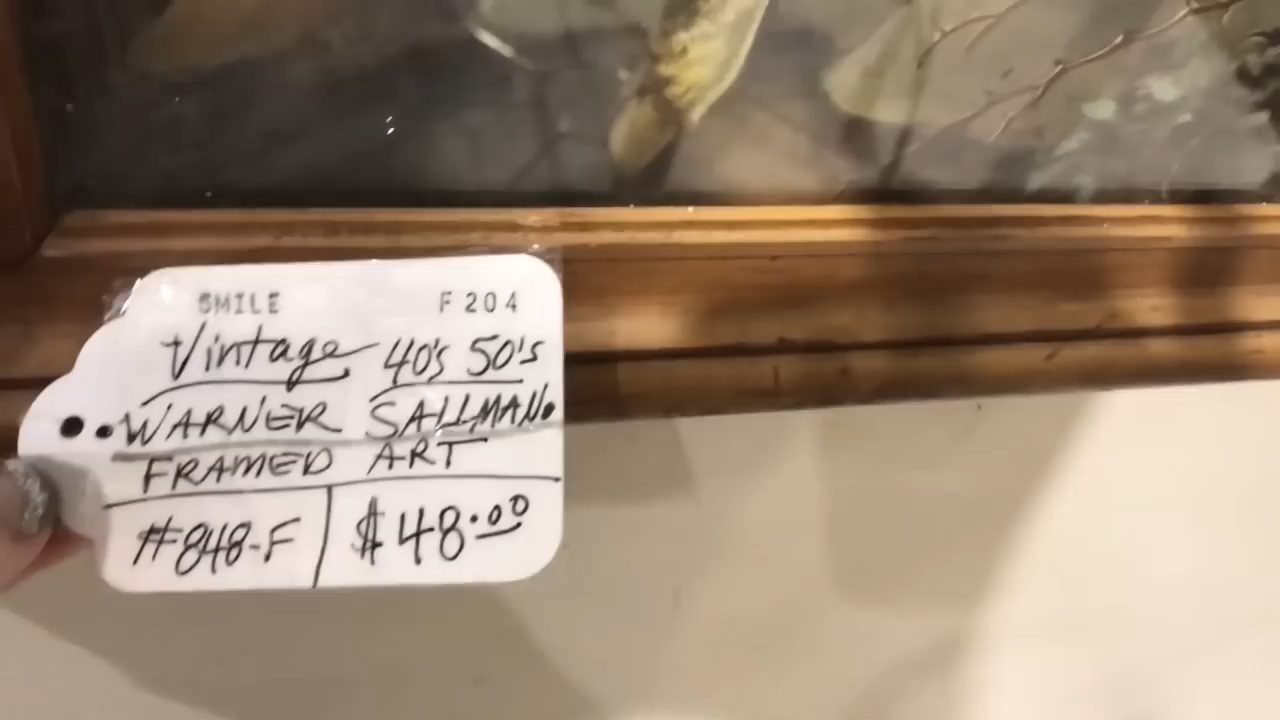 SMILE F 204
Vintage 40's 50's
WARNER SALLMAN
FRAMED ART
#848-F $48.00